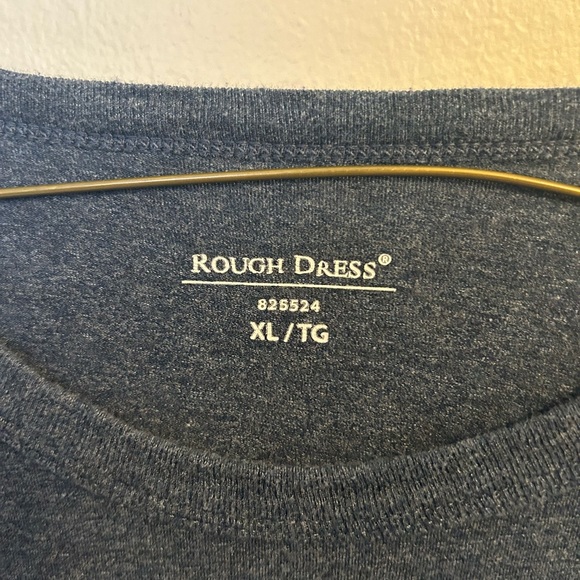 ROUGH DRESS®
825524
XL/TG